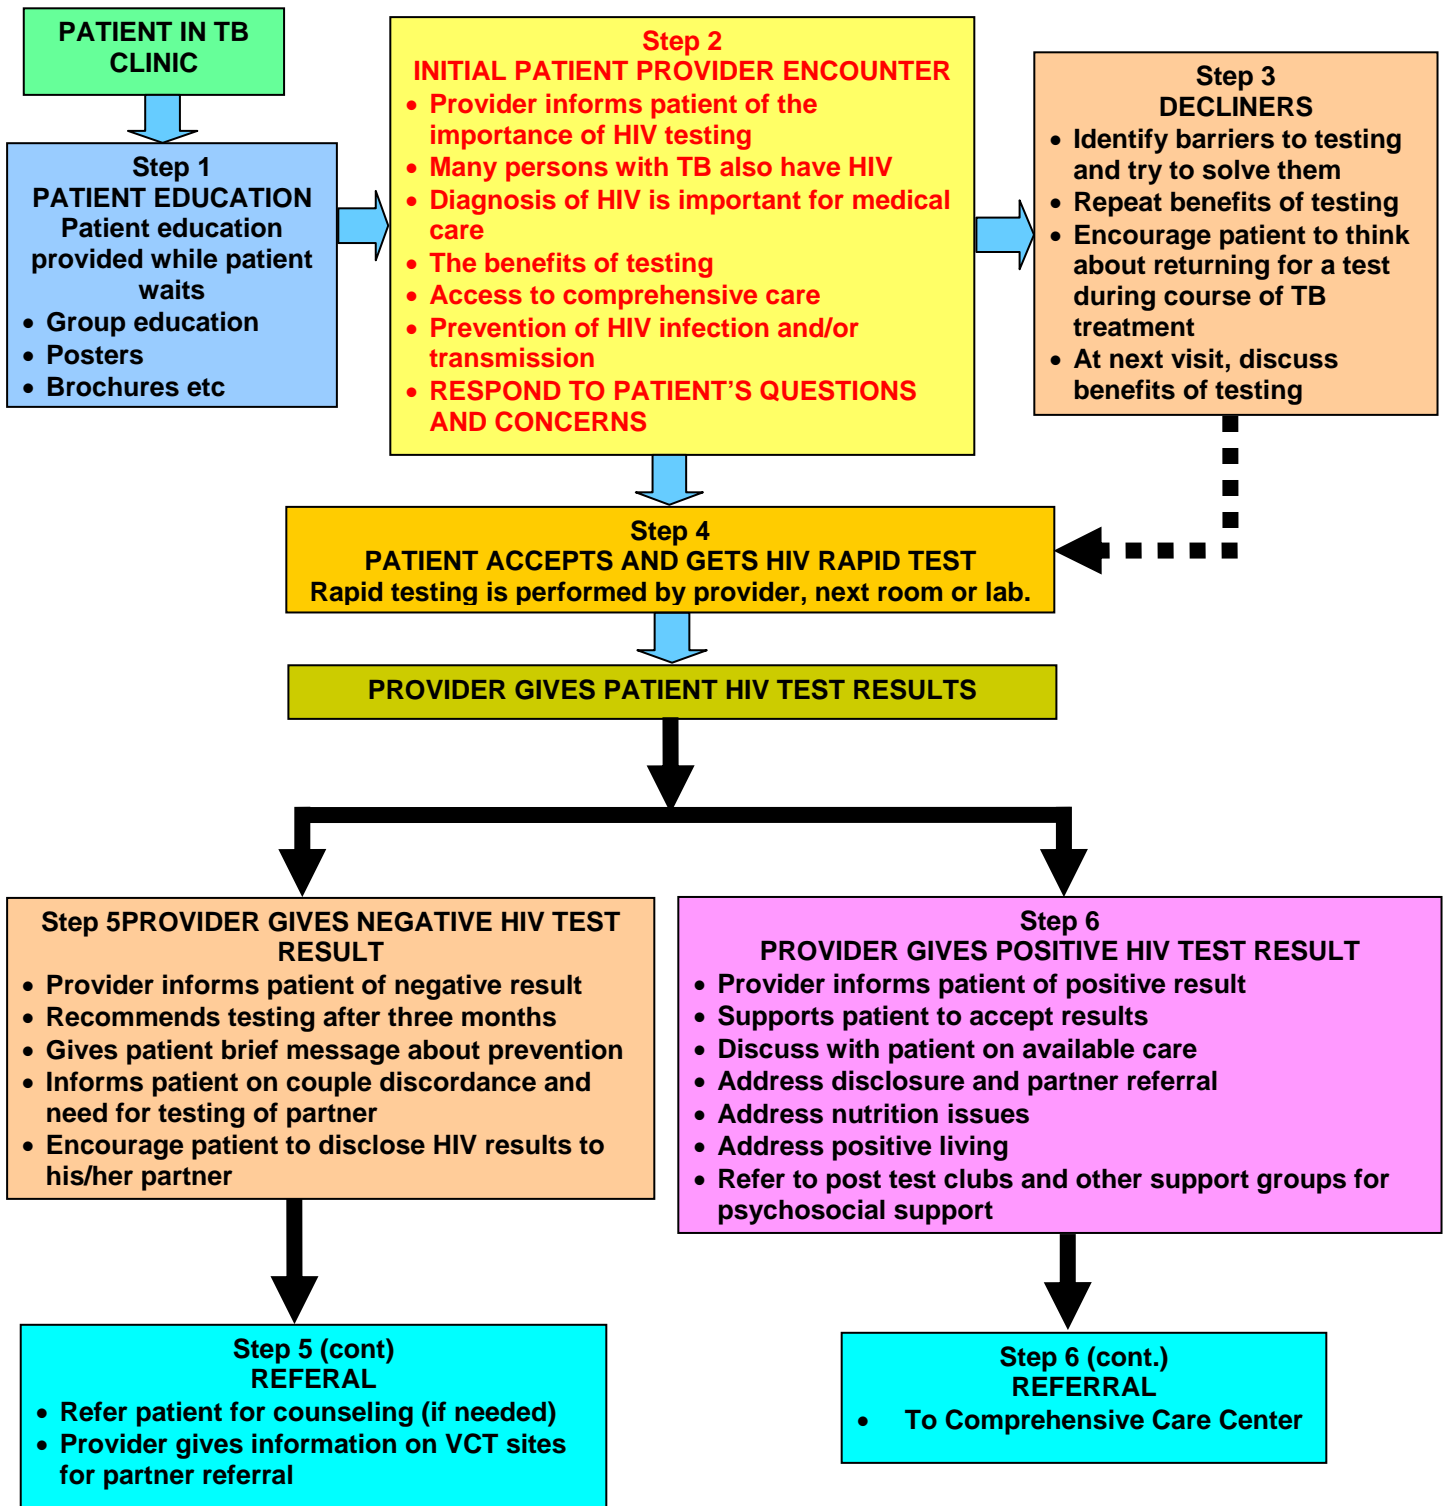 PATIENT IN TB
CLINIC
Step 1
PATIENT EDUCATION
Patient education
provided while patient
waits
• Group education
• Posters
• Brochures etc
Step 2
INITIAL PATIENT PROVIDER ENCOUNTER
• Provider informs patient of the
importance of HIV testing
• Many persons with TB also have HIV
• Diagnosis of HIV is important for medical
care
• The benefits of testing
• Access to comprehensive care
• Prevention of HIV infection and/or
transmission
• RESPOND TO PATIENT'S QUESTIONS
AND CONCERNS
Step 3
DECLINERS
• Identify barriers to testing
and try to solve them
• Repeat benefits of testing
• Encourage patient to think
about returning for a test
during course of TB
treatment
• At next visit, discuss
benefits of testing
Step 4
PATIENT ACCEPTS AND GETS HIV RAPID TEST
Rapid testing is performed by provider, next room or lab.
PROVIDER GIVES PATIENT HIV TEST RESULTS
Step 5PROVIDER GIVES NEGATIVE HIV TEST
RESULT
• Provider informs patient of negative result
• Recommends testing after three months
• Gives patient brief message about prevention
• Informs patient on couple discordance and
need for testing of partner
• Encourage patient to disclose HIV results to
his/her partner
Step 6
PROVIDER GIVES POSITIVE HIV TEST RESULT
• Provider informs patient of positive result
• Supports patient to accept results
• Discuss with patient on available care
• Address disclosure and partner referral
• Address nutrition issues
• Address positive living
• Refer to post test clubs and other support groups for
psychosocial support
Step 5 (cont)
REFERAL
• Refer patient for counseling (if needed)
• Provider gives information on VCT sites
for partner referral
Step 6 (cont.)
REFERRAL
• To Comprehensive Care Center